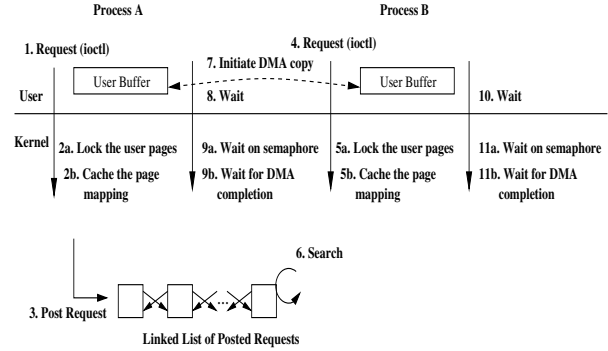 Process A
Process B
1. Request (ioctl)
4. Request (ioctl)
7. Initiate DMA copy
User Buffer
User Buffer
User
8. Wait
10. Wait
Kernel
2a. Lock the user pages
9a. Wait on semaphore
5a. Lock the user pages
11a. Wait on semaphore
2b. Cache the page
mapping
9b. Wait for DMA
completion
5b. Cache the page
mapping
11b. Wait for DMA
completion
6. Search
3. Post Request
...
Linked List of Posted Requests